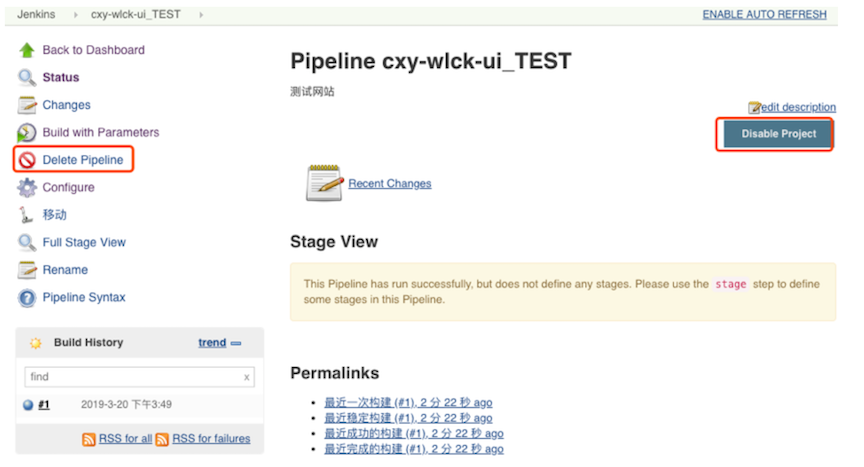 Jenkins cxy-wlck-ui_TEST ENABLE AUTO REFRESH
Back to Dashboard
Status
Changes
Build with Parameters
Delete Pipeline
Configure
移动
Full Stage View
Rename
Pipeline Syntax
Build History trend
find x
#1 2019-3-20 下午3:49
RSS for all RSS for failures
Pipeline cxy-wlck-ui_TEST
测试网站
edit description
Disable Project
Recent Changes
Stage View
This Pipeline has run successfully, but does not define any stages. Please use the stage step to define
some stages in this Pipeline.
Permalinks
最近一次构建 (#1), 2 分 22 秒 ago
最近稳定构建 (#1), 2 分 22 秒 ago
最近成功的构建 (#1), 2 分 22 秒 ago
最近完成的构建 (#1), 2 分 22 秒 ago